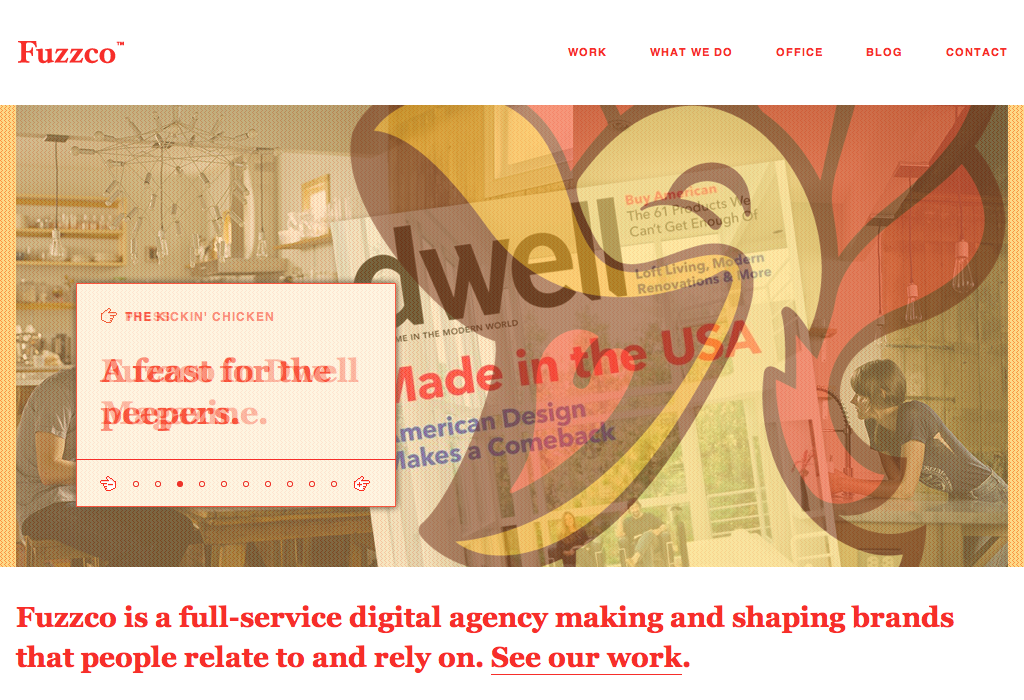 Fuzzco™
WORK
WHAT WE DO
OFFICE
BLOG
CONTACT
dwell
ME IN THE MODERN WORLD
Buy American
The 61 Products We
Can't Get Enough Of
Loft Living, Modern
Renovations & More
Made in the USA
American Design
Makes a Comeback
THE KICKIN' CHICKEN
A feast for the
peepers.
Dwell
Magazine.
Fuzzco is a full-service digital agency making and shaping brands
that people relate to and rely on. See our work.